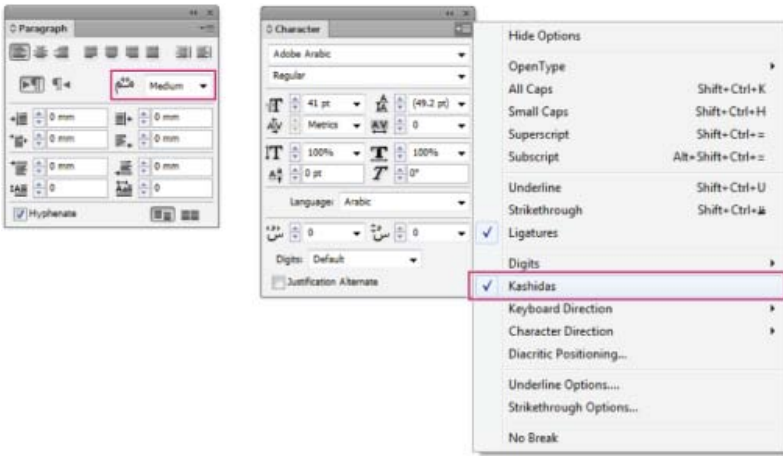 Paragraph
Medium
0 mm
0 mm
0 mm
0 mm
0 mm
0 mm
0
0
Hyphenate
Character
Adobe Arabic
Regular
41 pt
(49.2 pt)
Metrics
0
100%
100%
0 pt
0°
Language: Arabic
0
0
Digits: Default
Justification Alternate
Hide Options
OpenType
All Caps Shift+Ctrl+K
Small Caps Shift+Ctrl+H
Superscript Shift+Ctrl+=
Subscript Alt+Shift+Ctrl+=
Underline Shift+Ctrl+U
Strikethrough Shift+Ctrl+
Ligatures
Digits
Kashidas
Keyboard Direction
Character Direction
Diacritic Positioning...
Underline Options....
Strikethrough Options...
No Break